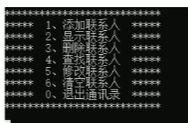 *************************
***** 1、添加联系人 *****
***** 2、显示联系人 *****
***** 3、删除联系人 *****
***** 4、查找联系人 *****
***** 5、修改联系人 *****
***** 6、清空联系人 *****
***** 0、退出通讯录 *****
*************************